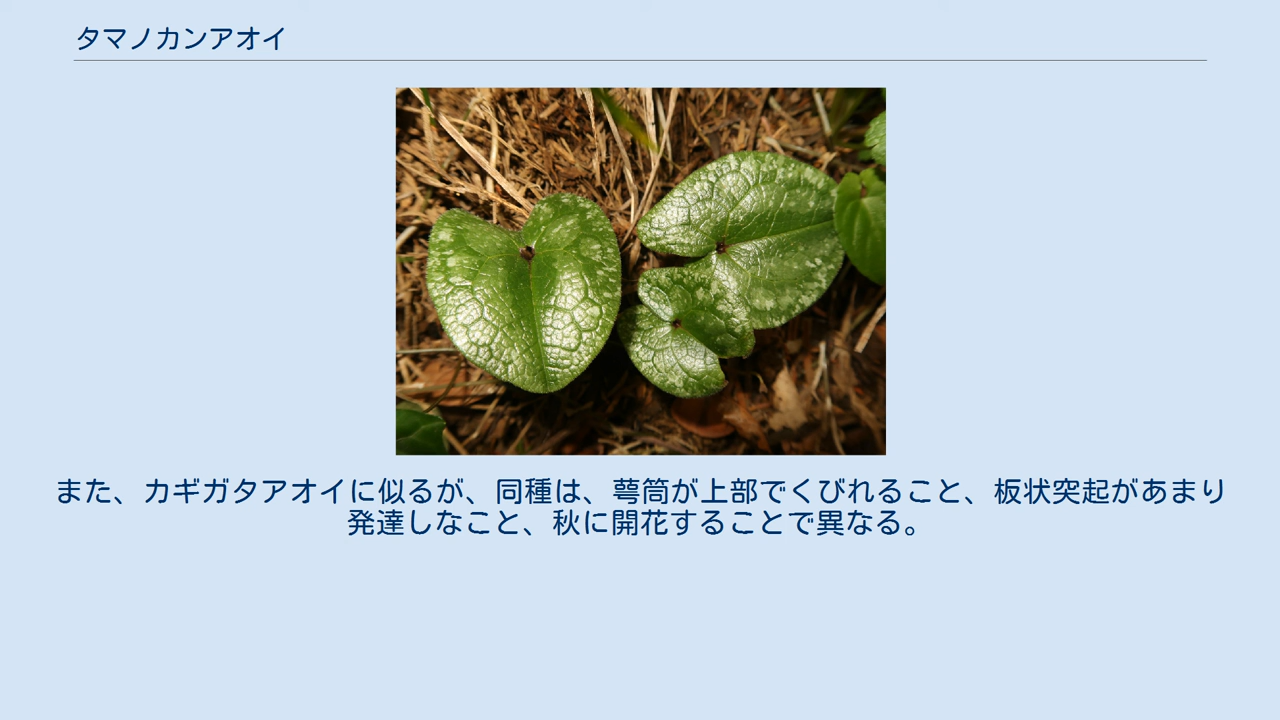 タマノカンアオイ
また、カギガタアオイに似るが、同種は、萼筒が上部でくびれること、板状突起があまり
発達しなこと、秋に開花することで異なる。